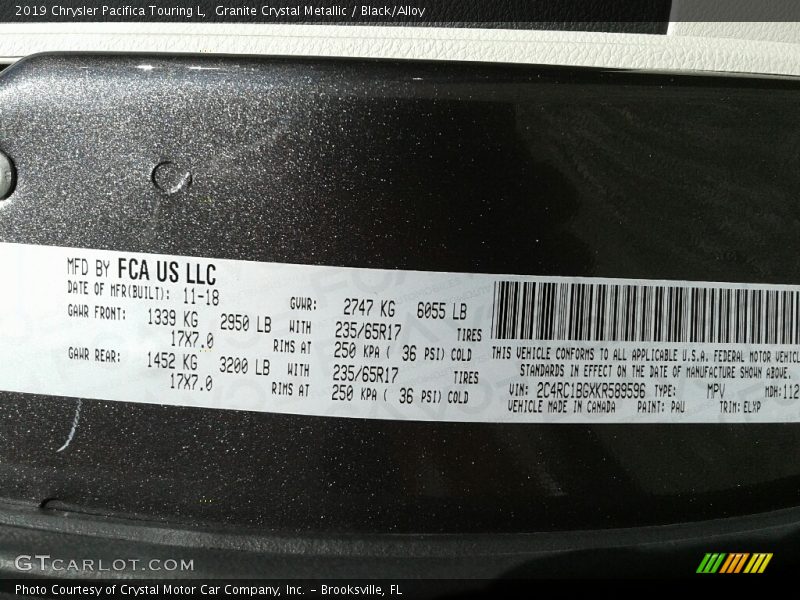 2019 Chrysler Pacifica Touring L, Granite Crystal Metallic / Black/Alloy
MFD BY FCA US LLC
DATE OF MFR(BUILT): 11-18
GVWR: 2747 KG 6055 LB
GAWR FRONT: 1339 KG 2950 LB WITH 235/65R17 TIRES
17X7.0 RIMS AT 250 KPA ( 36 PSI) COLD
GAWR REAR: 1452 KG 3200 LB WITH 235/65R17 TIRES
17X7.0 RIMS AT 250 KPA ( 36 PSI) COLD
THIS VEHICLE CONFORMS TO ALL APPLICABLE U.S.A. FEDERAL MOTOR VEHICL
STANDARDS IN EFFECT ON THE DATE OF MANUFACTURE SHOWN ABOVE.
VIN: 2C4RC1BGXKR589596 TYPE: MPV MDH:112
VEHICLE MADE IN CANADA PAINT: PAU TRIM:ELXP
GTCARLOT.COM
Photo Courtesy of Crystal Motor Car Company, Inc. – Brooksville, FL